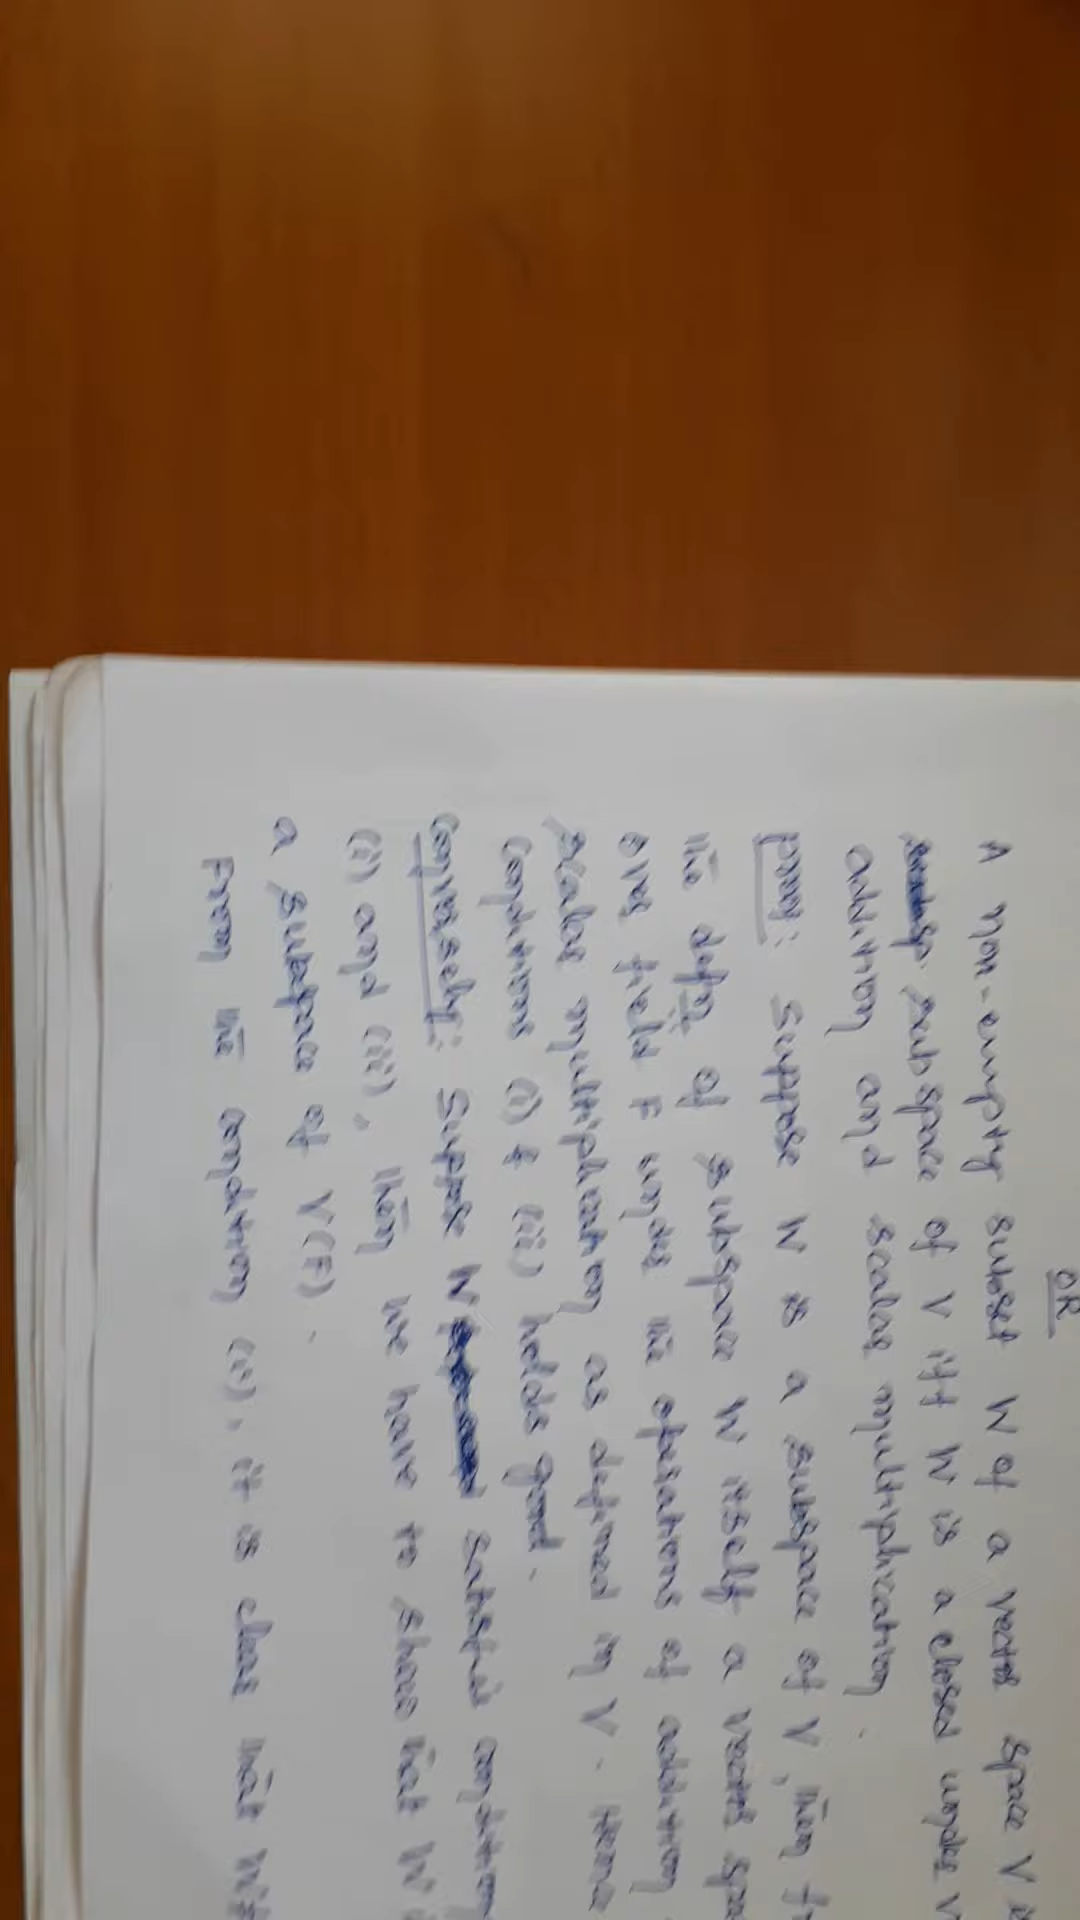 OR
A non-empty subset W of a vector space V
subspace of V iff W is a closed under
addition and scalar multiplication.
proof: Suppose W is a subspace of V, then
the defn of subspace W itself a vector
over field F under the operations of addition
scalar multiplication as defined in V. Hence
conditions (i) & (ii) holds good.
Conversely: Suppose W satisfies condition
(i) and (ii), then we have to show that W
a subspace of V(F).
From the condition (i), it is clear that